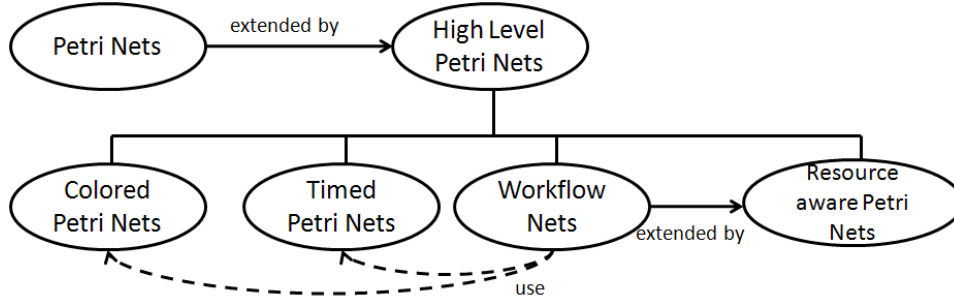 Petri Nets
extended by
High Level
Petri Nets
Colored
Petri Nets
Timed
Petri Nets
Workflow
Nets
extended by
Resource
aware Petri
Nets
use